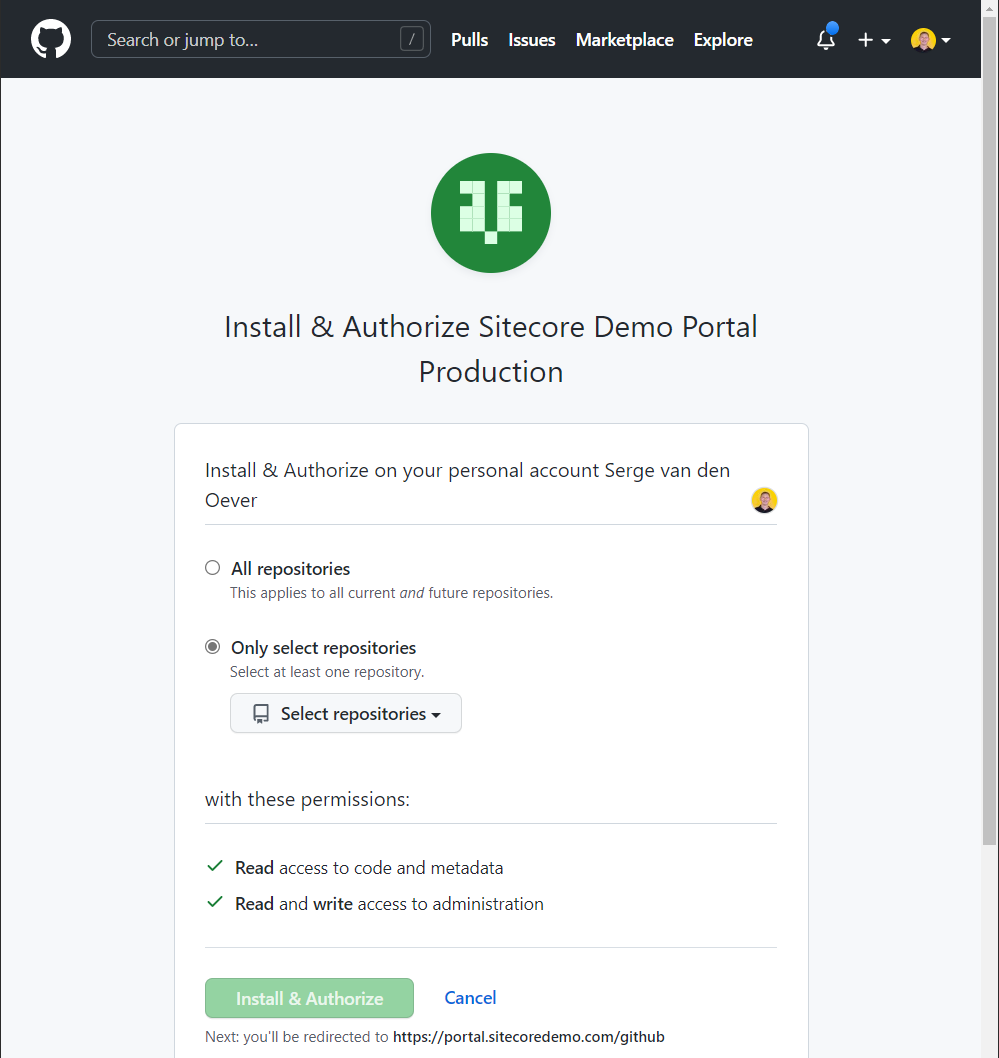 Search or jump to... / Pulls Issues Marketplace Explore
Install & Authorize Sitecore Demo Portal
Production
Install & Authorize on your personal account Serge van den
Oever
All repositories
This applies to all current and future repositories.
Only select repositories
Select at least one repository.
Select repositories
with these permissions:
Read access to code and metadata
Read and write access to administration
Install & Authorize Cancel
Next: you'll be redirected to https://portal.sitecoredemo.com/github